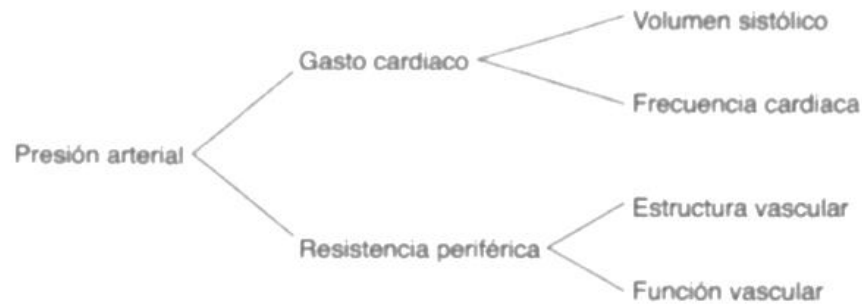 Volumen sistólico
Gasto cardiaco
Frecuencia cardiaca
Presión arterial
Estructura vascular
Resistencia periférica
Función vascular